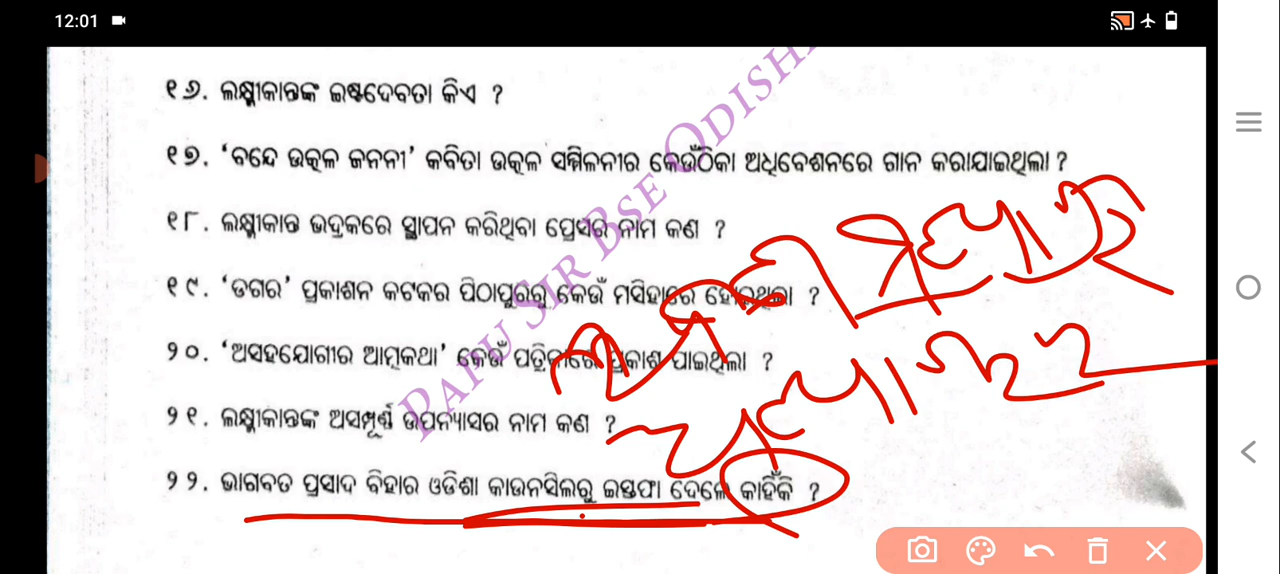 12:01
୧୬. ଲକ୍ଷ୍ମୀକାନ୍ତଙ୍କ ଇଷ୍ଟଦେବତା କିଏ ?
୧୭. ‘ବନ୍ଦେ ଉତ୍କଳ ଜନନୀ’ କବିତା ଉତ୍କଳ ସମ୍ମିଳନୀର କେଉଁଠିକା ଅଧିବେଶନରେ ଗାନ କରାଯାଇଥିଲା ?
୧୮. ଲକ୍ଷ୍ମୀକାନ୍ତ ଭଦ୍ରକରେ ସ୍ଥାପନ କରିଥିବା ପ୍ରେସର ନାମ କଣ ?
୧୯. ‘ଡଗର’ ପ୍ରକାଶନ କଟକର ପିଠାପୁରରୁ କେଉଁ ମସିହାରେ ହୋଇଥିଲା ?
୨୦. ‘ଅସହଯୋଗୀର ଆତ୍ମକଥା’ କେଉଁ ପତ୍ରିକାରେ ପ୍ରକାଶ ପାଇଥିଲା ?
୨୧. ଲକ୍ଷ୍ମୀକାନ୍ତଙ୍କ ଅସମ୍ପୂର୍ଣ୍ଣ ଉପନ୍ୟାସର ନାମ କଣ ?
୨୨. ଭାଗବତ ପ୍ରସାଦ ବିହାର ଓଡିଶା କାଉନସିଲରୁ ଇସ୍ତଫା ଦେଲେ କାହିଁକି ?
PAPU SIR BSE ODISHA